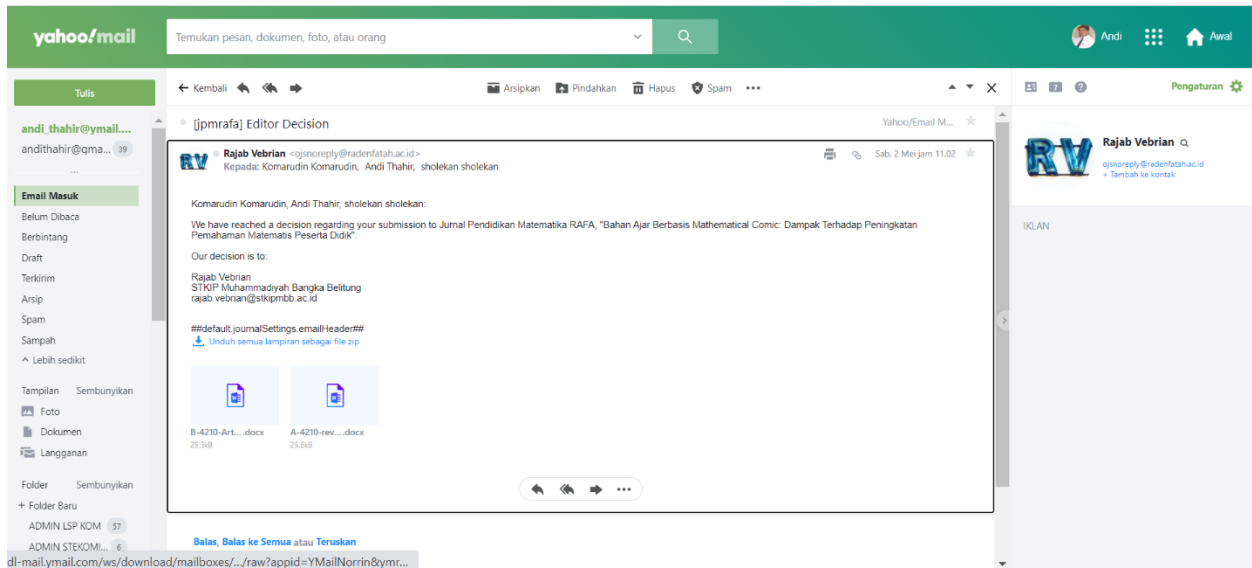 yahoo!mail
Temukan pesan, dokumen, foto, atau orang
Andi
Awal
Tulis
Kembali
Arsipkan
Pindahkan
Hapus
Spam
Pengaturan
andi_thahir@ymail....
andithahir@gma... 39
...
Email Masuk
Belum Dibaca
Berbintang
Draft
Terkirim
Arsip
Spam
Sampah
Lebih sedikit
Tampilan Sembunyikan
Foto
Dokumen
Langganan
Folder Sembunyikan
+ Folder Baru
ADMIN LSP KOM 57
ADMIN STEKOMI... 6
dl-mail.ymail.com/ws/download/mailboxes/.../raw?appid=YMailNorrin&ymr...
[jpmrafa] Editor Decision
Yahoo/Email M...
RV
Rajab Vebrian <ojsnoreply@radenfatah.ac.id>
Sab. 2 Mei jam 11.02
Kepada: Komarudin Komarudin, Andi Thahir, sholekan sholekan
Komarudin Komarudin, Andi Thahir, sholekan sholekan:
We have reached a decision regarding your submission to Jurnal Pendidikan Matematika RAFA, "Bahan Ajar Berbasis Mathematical Comic: Dampak Terhadap Peningkatan
Pemahaman Matematis Peserta Didik".
Our decision is to:
Rajab Vebrian
STKIP Muhammadiyah Bangka Belitung
rajab.vebrian@stkipmbb.ac.id
##default.journalSettings.emailHeader##
Unduh semua lampiran sebagai file zip
B-4210-Art....docx
25.3kB
A-4210-rev....docx
25.6kB
Balas, Balas ke Semua atau Teruskan
7
RV
Rajab Vebrian
ojsnoreply@radenfatah.ac.id
+ Tambah ke kontak
IKLAN